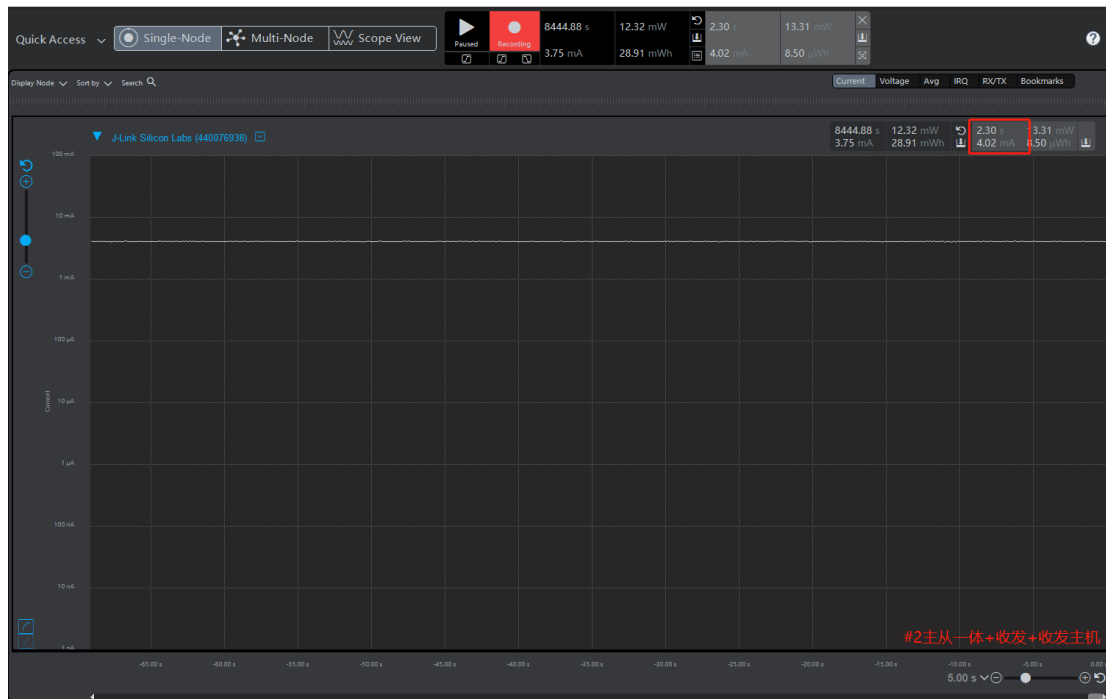 Quick Access
Single-Node
Multi-Node
Scope View
Paused
Recording
8444.88 s
12.32 mW
3.75 mA
28.91 mWh
2.30 s
13.31 mW
4.02 mA
8.50 µWh
Display Node
Sort by
Search
Current
Voltage
Avg
IRQ
RX/TX
Bookmarks
J-Link Silicon Labs (440076938)
8444.88 s 12.32 mW
3.75 mA 28.91 mWh
2.30 s 13.31 mW
4.02 mA 8.50 µWh
100 mA
10 mA
1 mA
100 µA
10 µA
1 µA
100 nA
10 nA
1 nA
Current
#2主从一体+收发+收发主机
-65.00 s
-60.00 s
-55.00 s
-50.00 s
-45.00 s
-40.00 s
-35.00 s
-30.00 s
-25.00 s
-20.00 s
-15.00 s
-10.00 s
-5.00 s
0.00
5.00 s